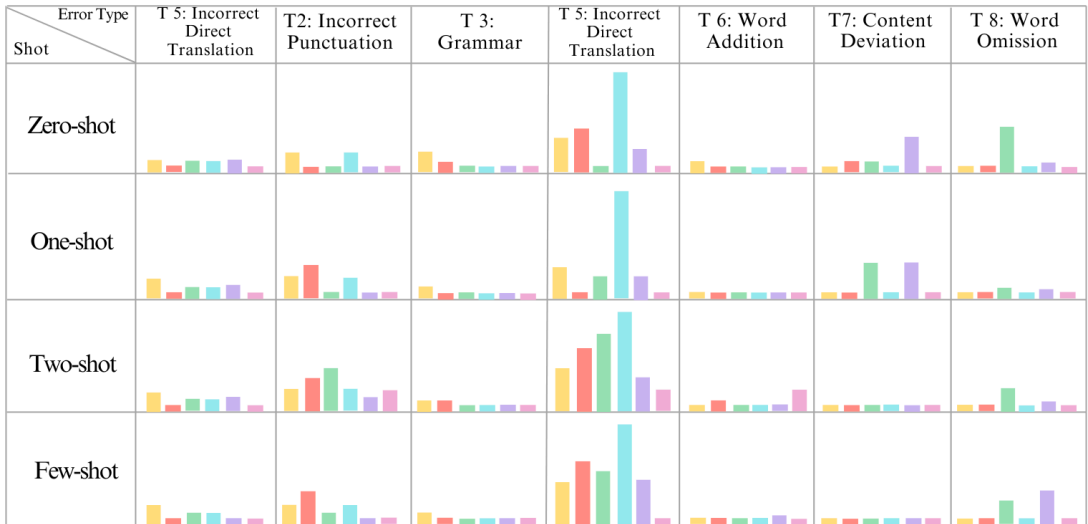 Error Type
Shot
T 5: Incorrect
Direct
Translation
T2: Incorrect
Punctuation
T 3:
Grammar
T 5: Incorrect
Direct
Translation
T 6: Word
Addition
T7: Content
Deviation
T 8: Word
Omission
Zero-shot
One-shot
Two-shot
Few-shot